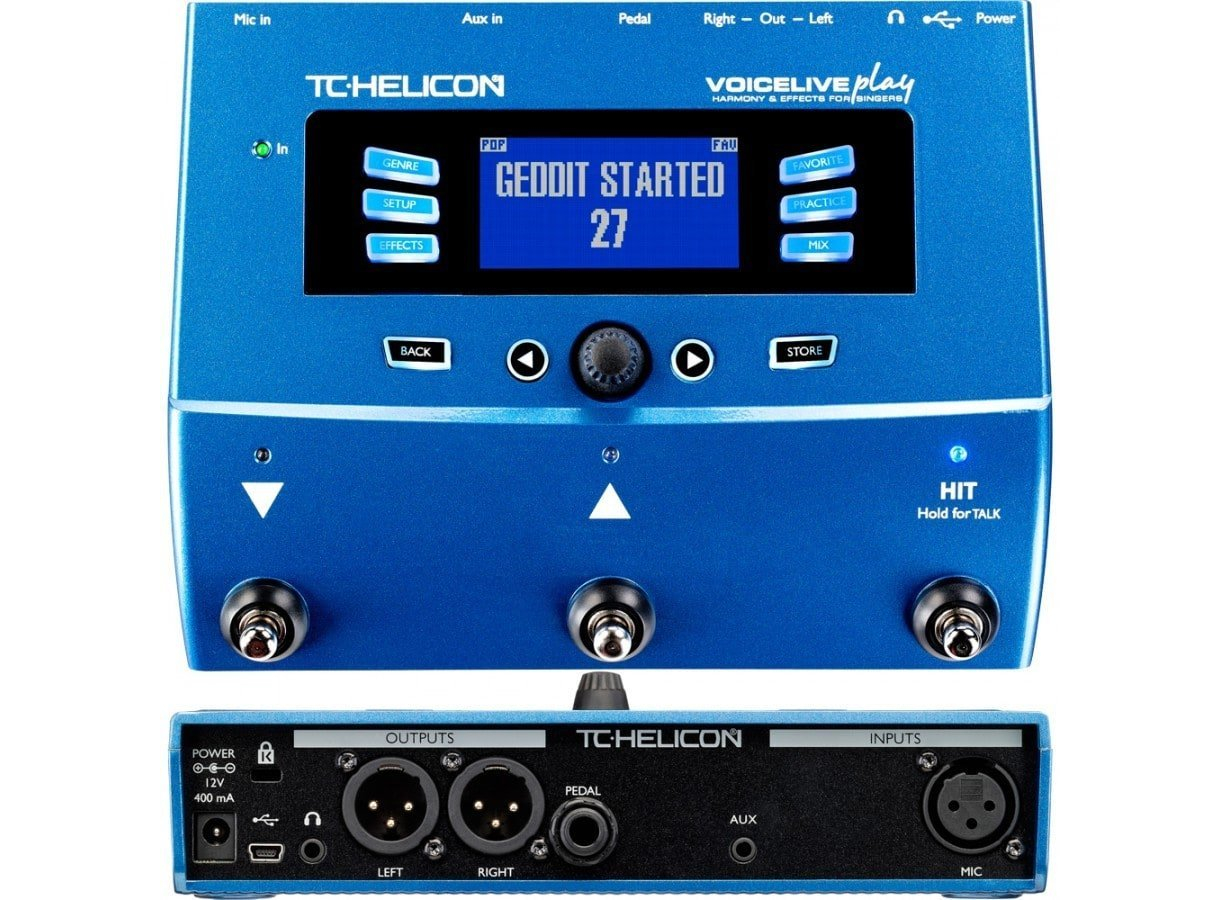 Mic in Aux in Pedal Right – Out – Left Power
TC·HELICON VOICELIVE play
HARMONY & EFFECTS FOR SINGERS
In
POP FAV
GENRE GEDDIT STARTED FAVORITE
SETUP 27 PRACTICE
EFFECTS MIX
BACK STORE
HIT
Hold for TALK
OUTPUTS TC·HELICON® INPUTS
POWER
K
12V
400 mA
PEDAL
AUX
LEFT RIGHT MIC